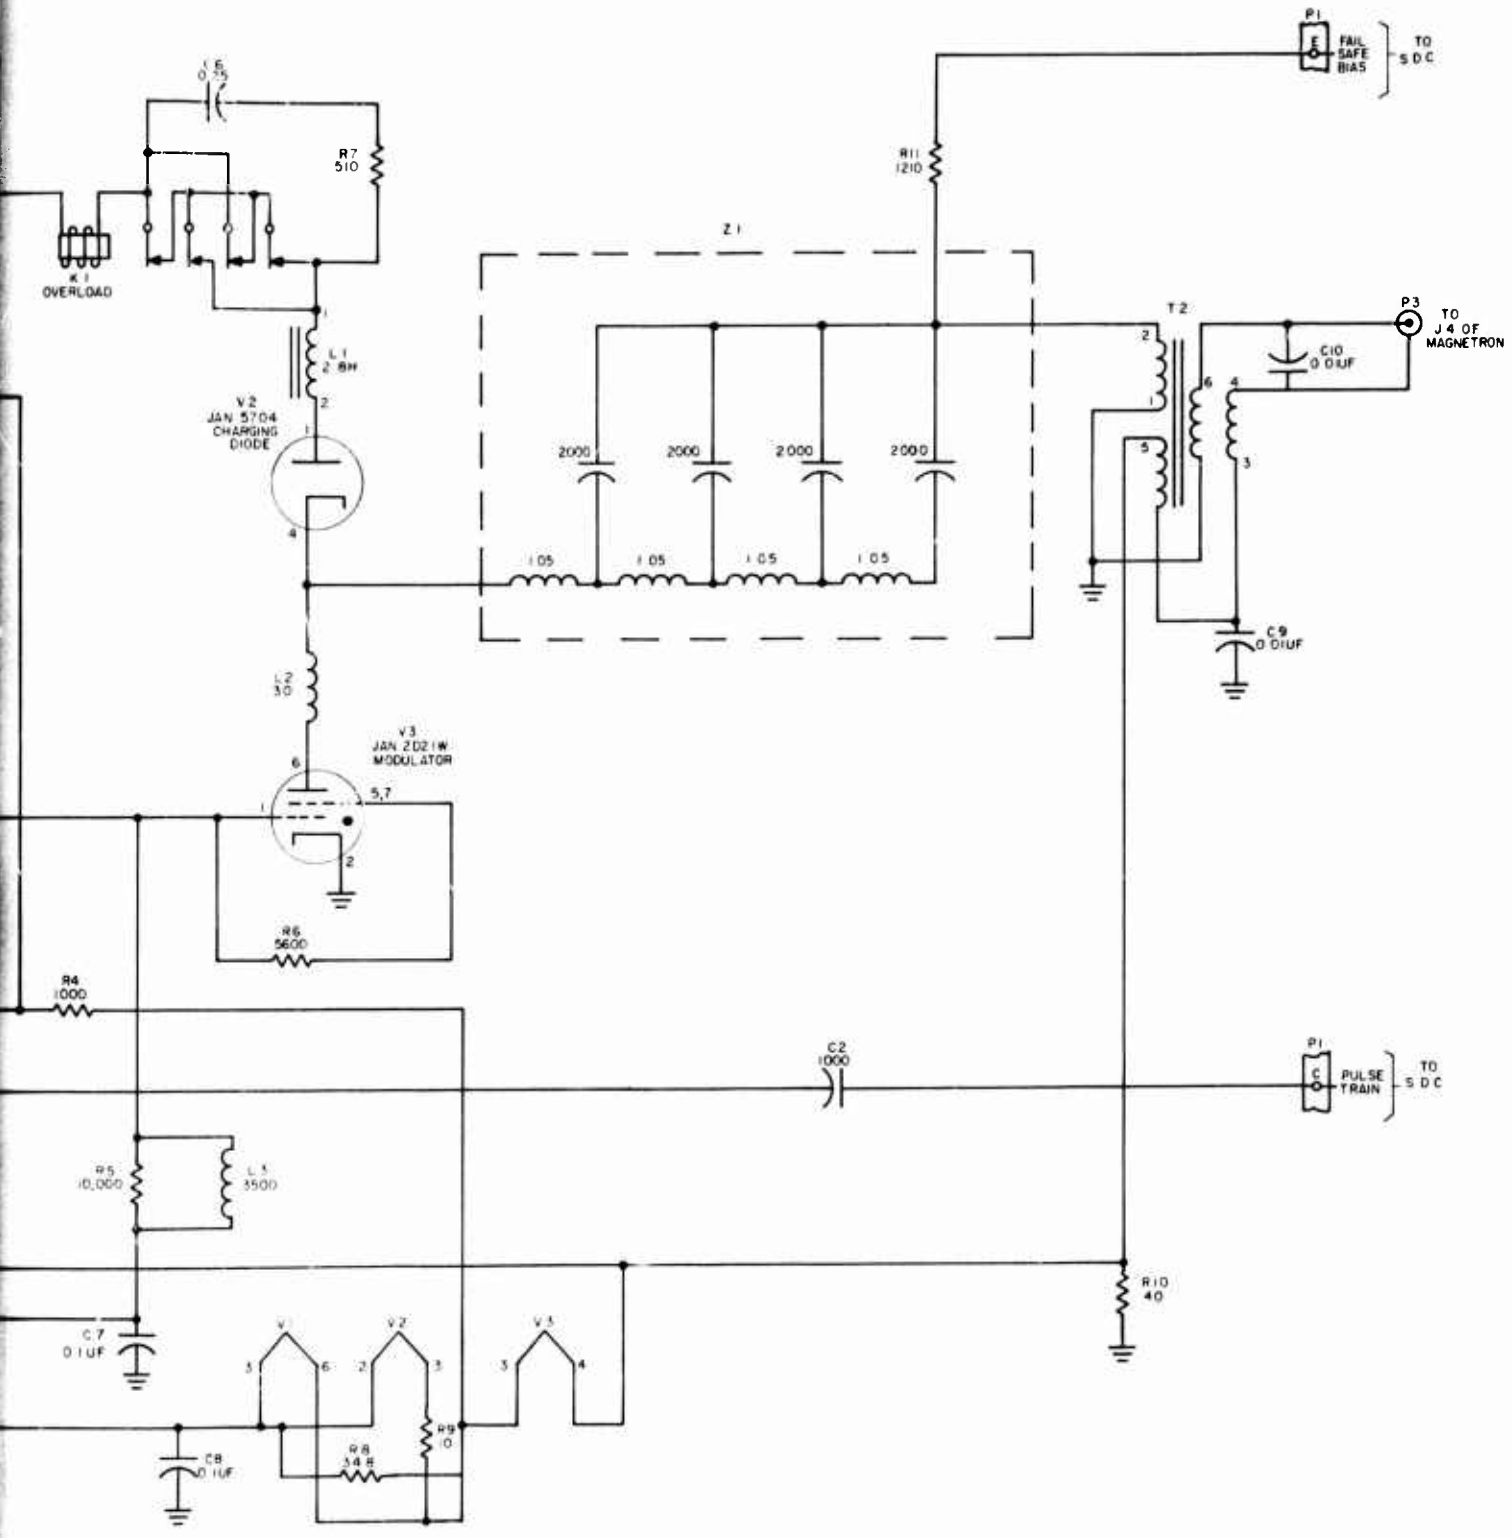 P1
E
FAIL
SAFE
BIAS
TO
SDC
C6
0.25
R7
510
R11
1210
K1
OVERLOAD
Z1
1
L1
2.8H
2
V2
JAN 5704
CHARGING
DIODE
1
4
2000
2000
2000
2000
1.05
1.05
1.05
1.05
T2
2
1
5
6
4
3
C10
0.01UF
P3
TO
J4 OF
MAGNETRON
C9
0.01UF
L2
30
V3
JAN 2D21W
MODULATOR
6
5,7
1
2
R6
5600
R4
1000
C2
1000
P1
C
PULSE
TRAIN
TO
SDC
R5
10,000
L3
3500
R10
40
C7
0.1UF
V1
V2
V3
3
6
2
3
3
4
R9
10
R8
34.8
C8
0.1UF